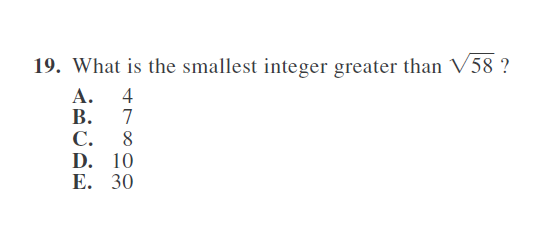 19. What is the smallest integer greater than √58 ?
A. 4
B. 7
C. 8
D. 10
E. 30